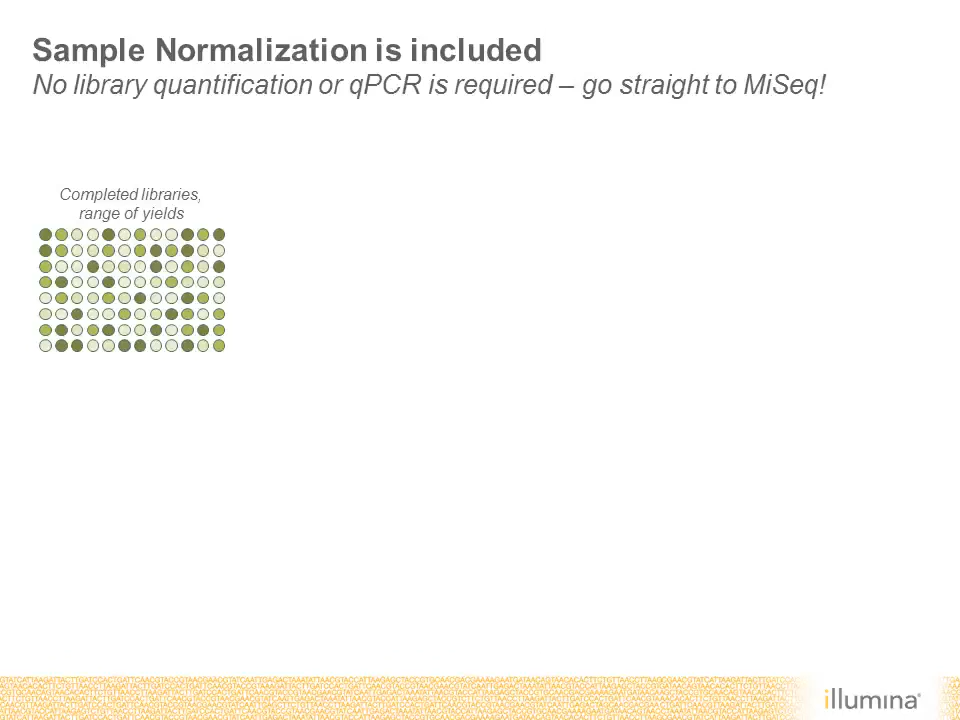 Sample Normalization is included
No library quantification or qPCR is required – go straight to MiSeq!
Completed libraries,
range of yields
illumina®